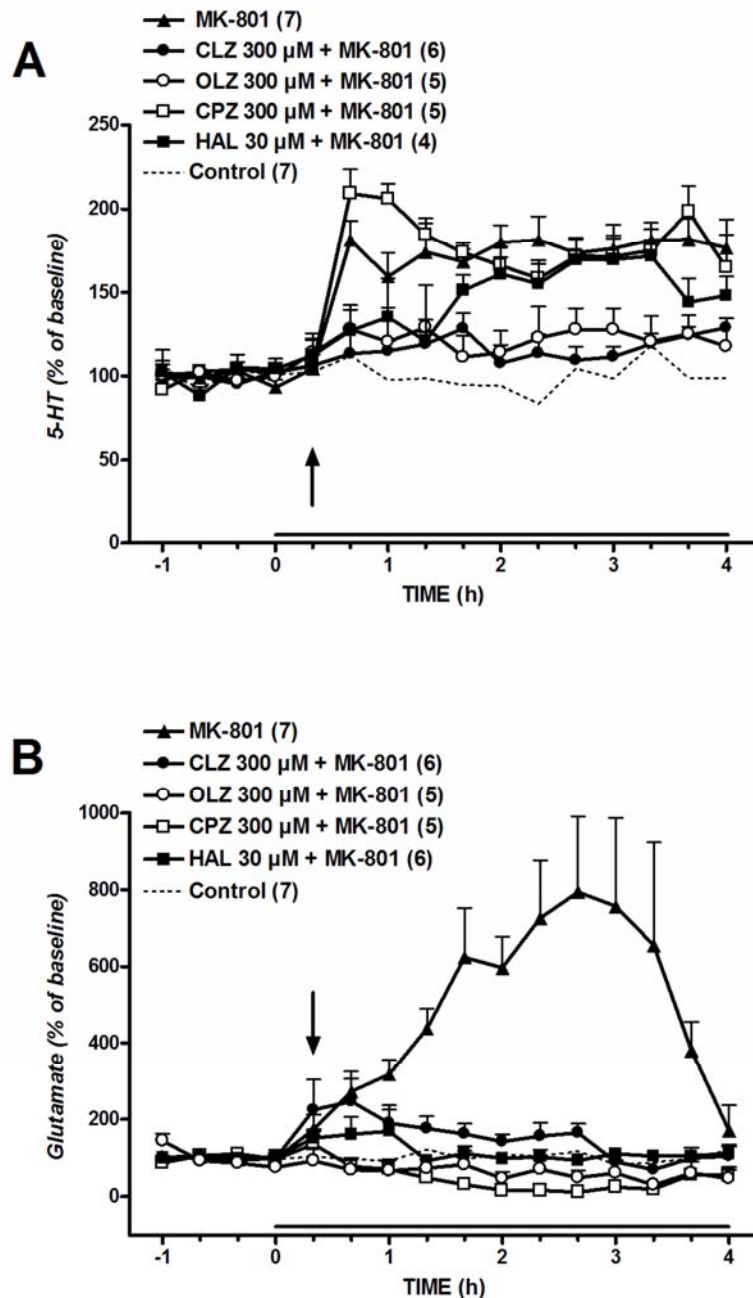 A
MK-801 (7)
CLZ 300 µM + MK-801 (6)
OLZ 300 µM + MK-801 (5)
CPZ 300 µM + MK-801 (5)
HAL 30 µM + MK-801 (4)
Control (7)
250
200
150
100
50
0
5-HT (% of baseline)
-1 0 1 2 3 4
TIME (h)
B
MK-801 (7)
CLZ 300 µM + MK-801 (6)
OLZ 300 µM + MK-801 (5)
CPZ 300 µM + MK-801 (5)
HAL 30 µM + MK-801 (6)
Control (7)
1000
800
600
400
200
0
Glutamate (% of baseline)
-1 0 1 2 3 4
TIME (h)